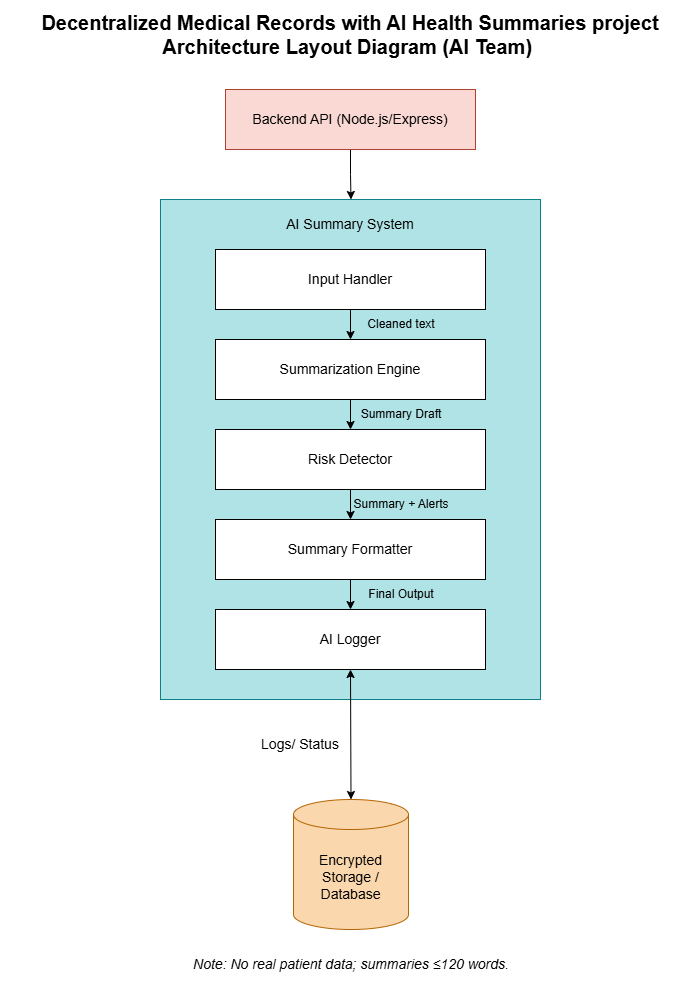 Decentralized Medical Records with AI Health Summaries project
Architecture Layout Diagram (AI Team)
Backend API (Node.js/Express)
AI Summary System
Input Handler
Cleaned text
Summarization Engine
Summary Draft
Risk Detector
Summary + Alerts
Summary Formatter
Final Output
AI Logger
Logs/ Status
Encrypted
Storage /
Database
Note: No real patient data; summaries ≤120 words.